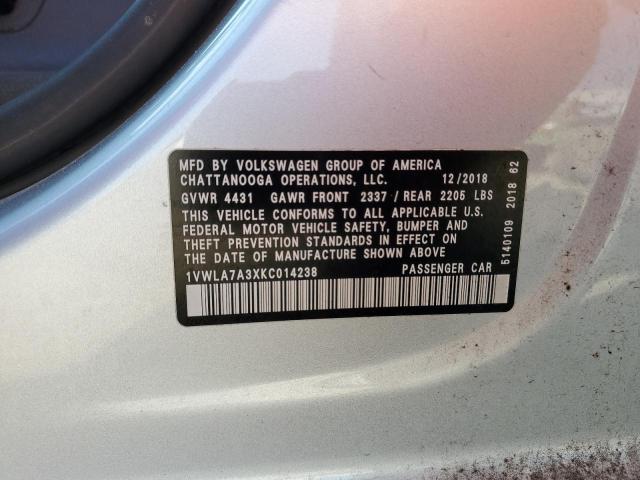 MFD BY VOLKSWAGEN GROUP OF AMERICA
CHATTANOOGA OPERATIONS, LLC. 12/2018
GVWR 4431 GAWR FRONT 2337 / REAR 2205 LBS
THIS VEHICLE CONFORMS TO ALL APPLICABLE U.S.
FEDERAL MOTOR VEHICLE SAFETY, BUMPER AND
THEFT PREVENTION STANDARDS IN EFFECT ON
THE DATE OF MANUFACTURE SHOWN ABOVE
1VWLA7A3XKC014238 PASSENGER CAR
5140109 2018 62